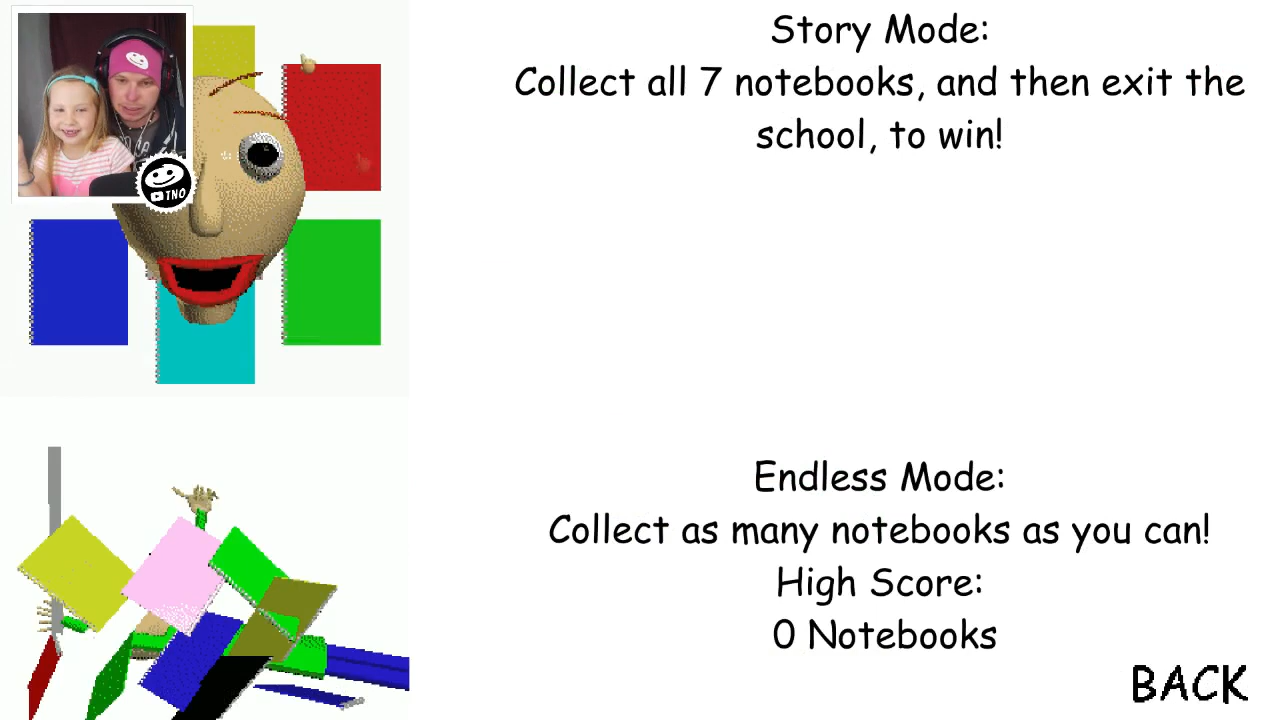 TNO
Story Mode:
Collect all 7 notebooks, and then exit the
school, to win!
Endless Mode:
Collect as many notebooks as you can!
High Score:
0 Notebooks
BACK